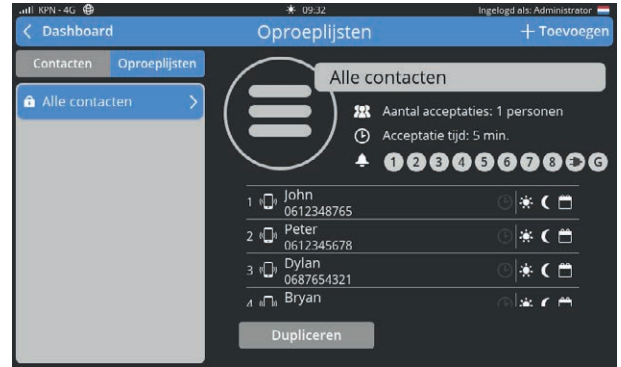 KPN - 4G 09:32 Ingelogd als: Administrator
Dashboard Oproeplijsten + Toevoegen
Contacten Oproeplijsten
Alle contacten
Alle contacten
Aantal acceptaties: 1 personen
Acceptatie tijd: 5 min.
1 2 3 4 5 6 7 8 G
1 John
0612348765
2 Peter
0612345678
3 Dylan
0687654321
4 Bryan
Dupliceren